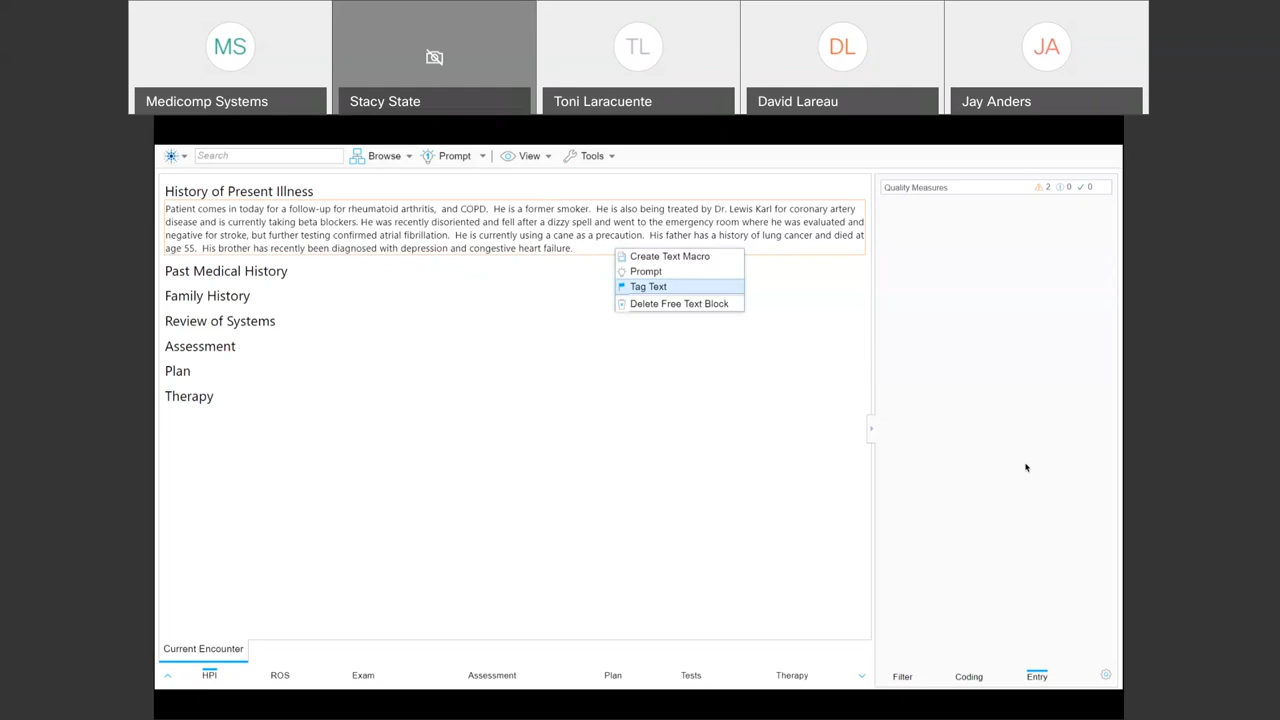 MS
TL
DL
JA
Medicomp Systems
Stacy State
Toni Laracuente
David Lareau
Jay Anders
Search
Browse
Prompt
View
Tools
History of Present Illness
Patient comes in today for a follow-up for rheumatoid arthritis,  and COPD.  He is a former smoker.  He is also being treated by Dr. Lewis Karl for coronary artery
disease and is currently taking beta blockers. He was recently disoriented and fell after a dizzy spell and went to the emergency room where he was evaluated and
negative for stroke, but further testing confirmed atrial fibrillation.  He is currently using a cane as a precaution.  His father has a history of lung cancer and died at
age 55.  His brother has recently been diagnosed with depression and congestive heart failure.
Create Text Macro
Prompt
Tag Text
Delete Free Text Block
Past Medical History
Family History
Review of Systems
Assessment
Plan
Therapy
Quality Measures
2
0
0
Current Encounter
HPI
ROS
Exam
Assessment
Plan
Tests
Therapy
Filter
Coding
Entry